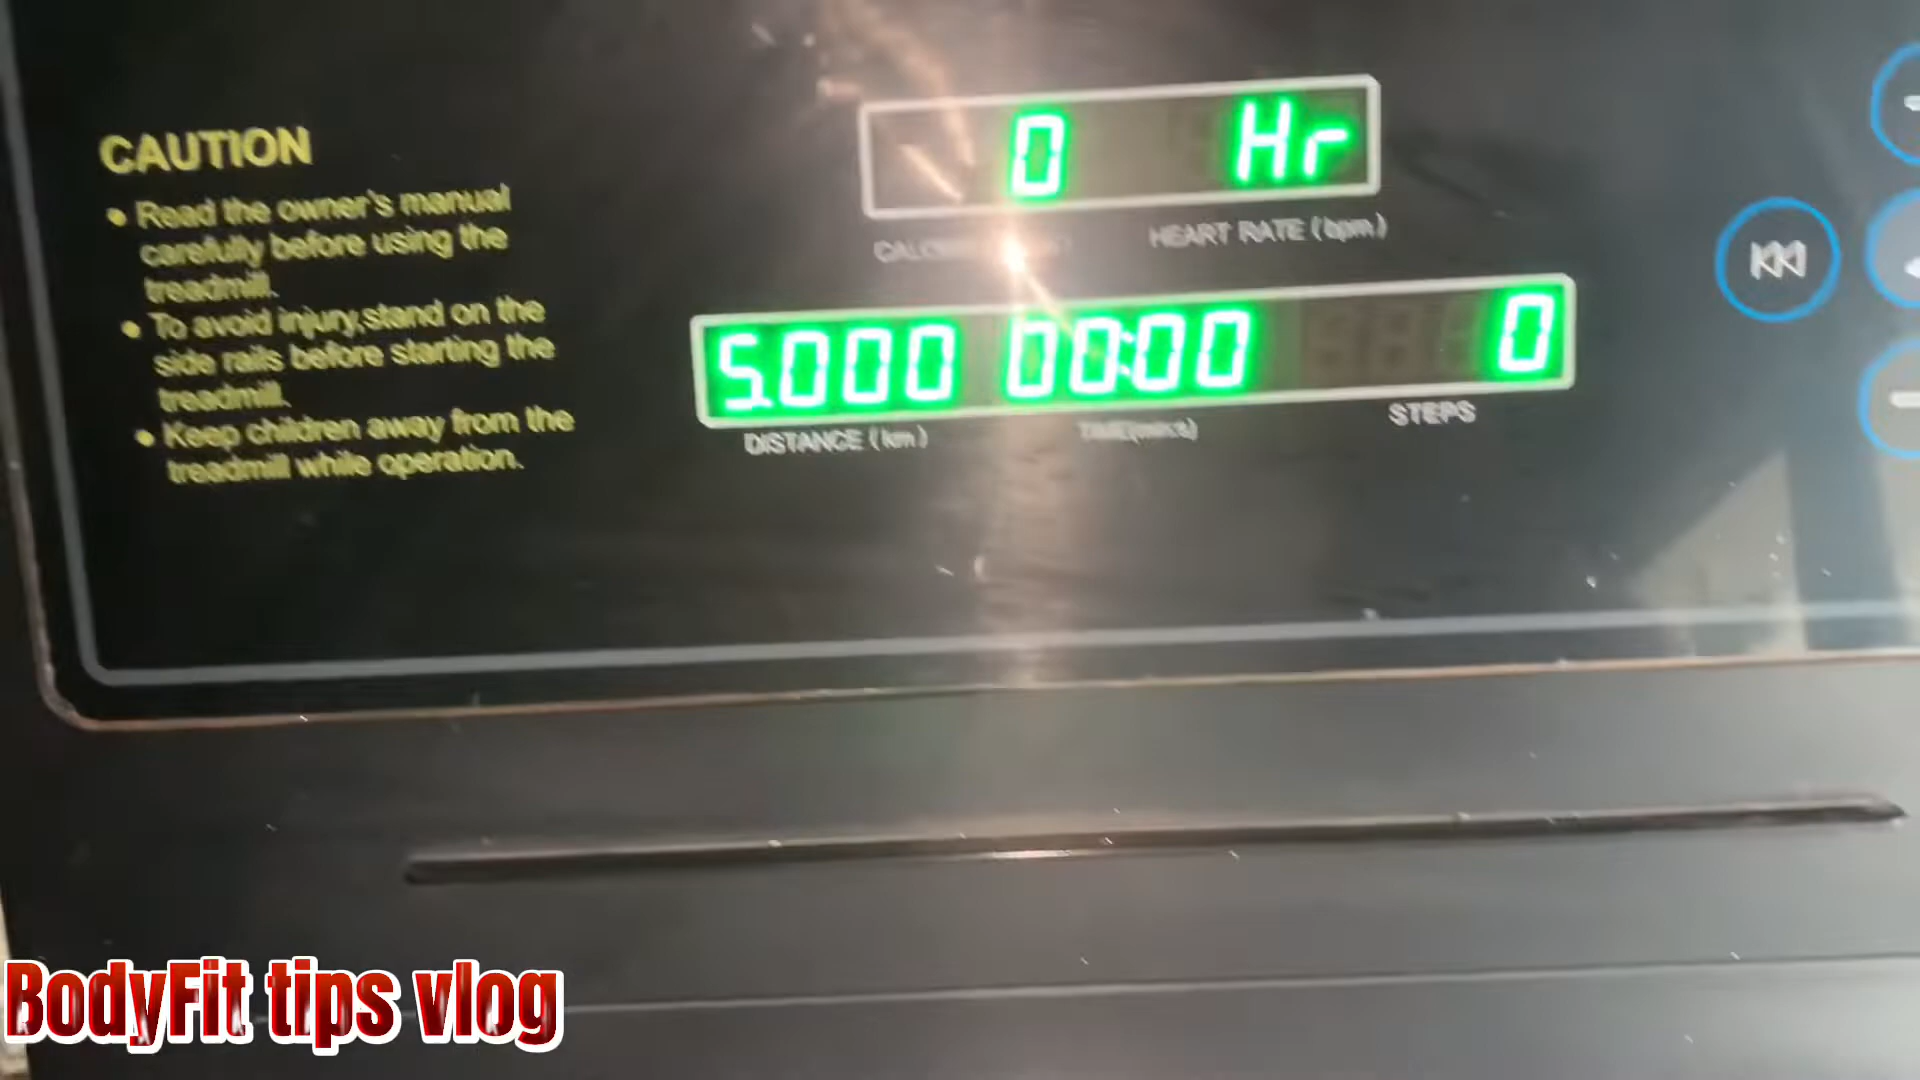 CAUTION
• Read the owner's manual
carefully before using the
treadmill.
• To avoid injury,stand on the
side rails before starting the
treadmill.
• Keep children away from the
treadmill while operation.
0 Hr
HEART RATE (bpm)
5.000 00:00 0
DISTANCE (km)
STEPS
BodyFit tips vlog